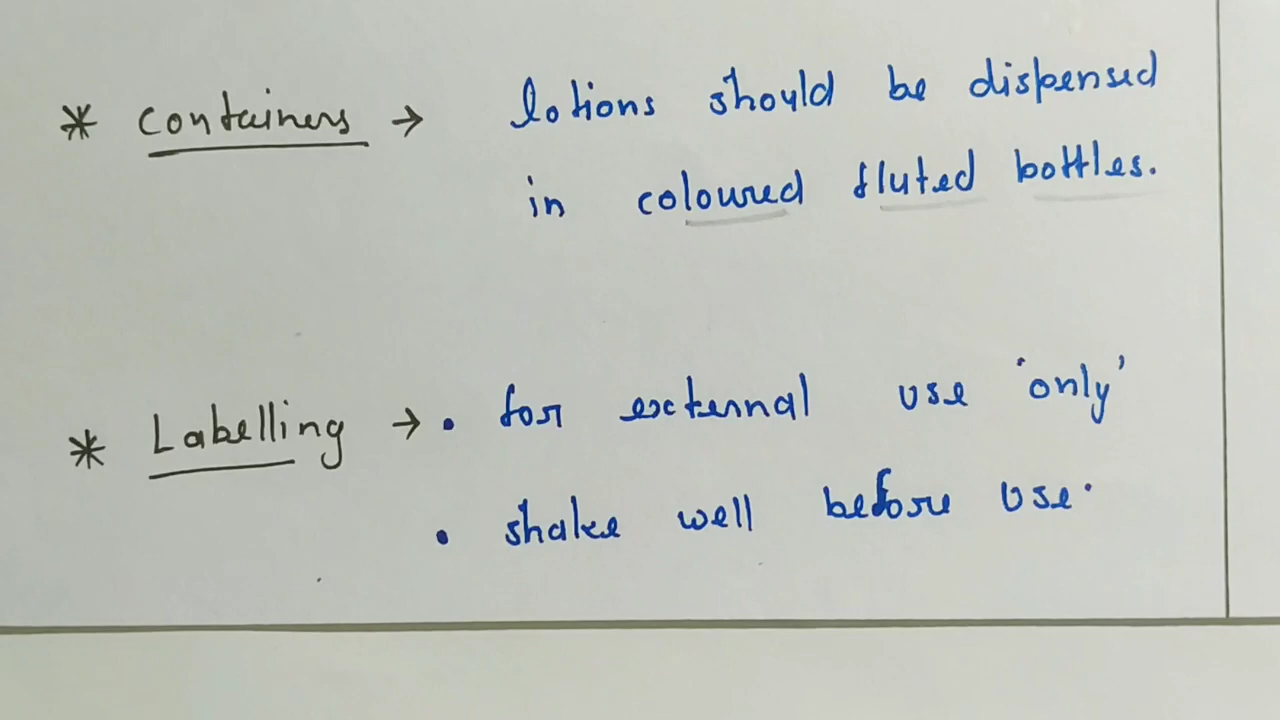 * Containers → lotions should be dispensed
in coloured fluted bottles.
* Labelling → • for external use 'only'
• shake well before use.